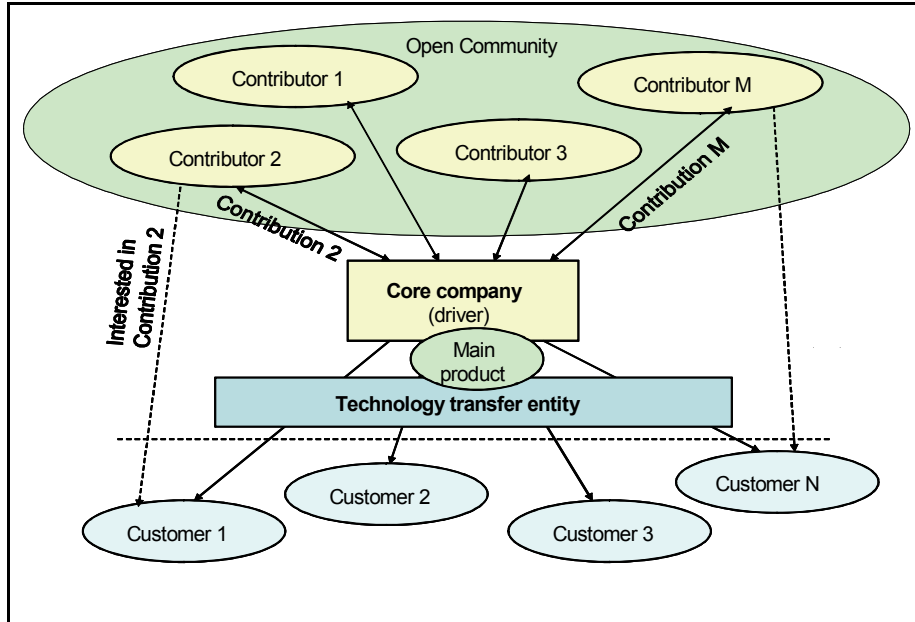 Open Community
Contributor 1
Contributor M
Contributor 2
Contributor 3
Contribution 2
Contribution M
Interested in
Contribution 2
Core company
(driver)
Main
product
Technology transfer entity
Customer 1
Customer 2
Customer 3
Customer N